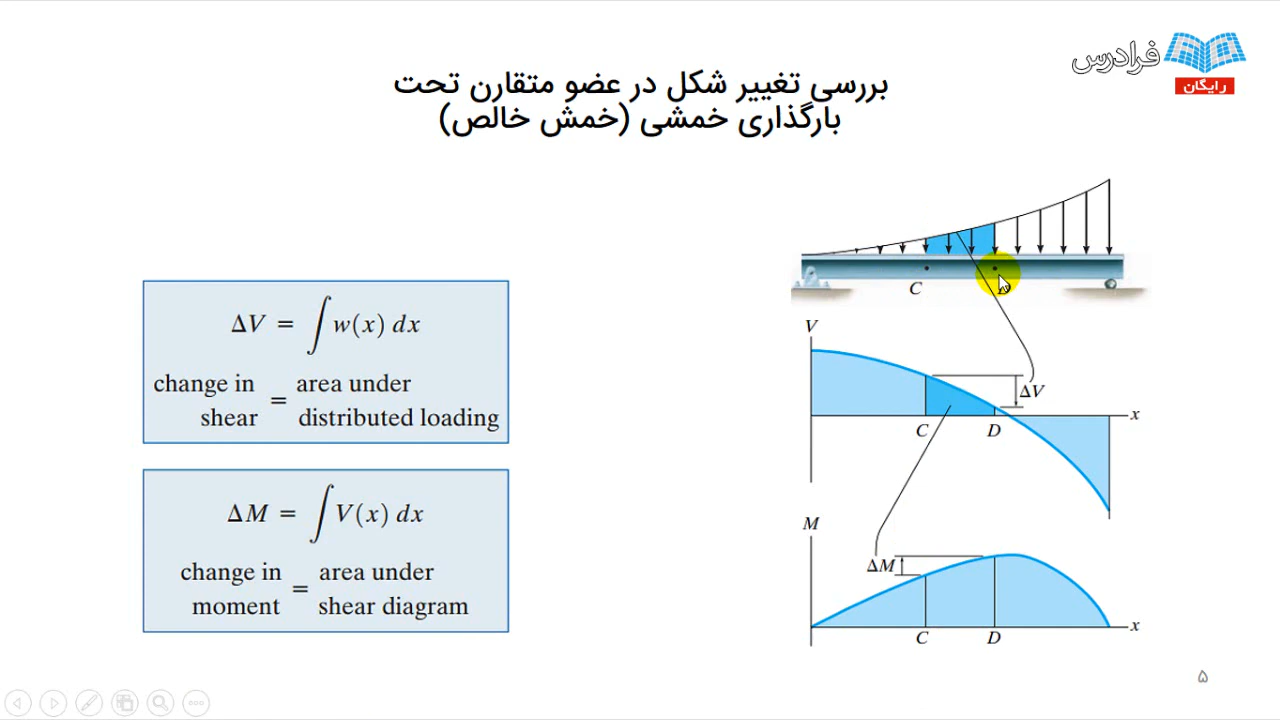 فرادرس
رایگان
بررسی تغییر شکل در عضو متقارن تحت
بارگذاری خمشی (خمش خالص)
ΔV = ∫ w(x) dx
change in = area under
shear distributed loading
ΔM = ∫ V(x) dx
change in = area under
moment shear diagram
C
V
ΔV
x
C D
M
ΔM
x
C D
۵